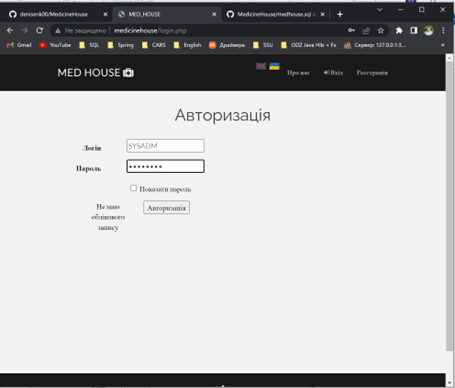 denisenk00/MedicineHouse
MED_HOUSE
MedicineHouse/medhouse.sql
Не защищено | medicinehouse/login.php
Gmail YouTube SQL Spring CARS English Драйвера SSU OOZ Java Hib + Fx Сервер: 127.0.0.1:3...
MED HOUSE
Про нас Вхід Реєстрація
Авторизація
Логін SYSADM
Пароль ••••••••
Показати пароль
Не маю Авторизація
облікового
запису